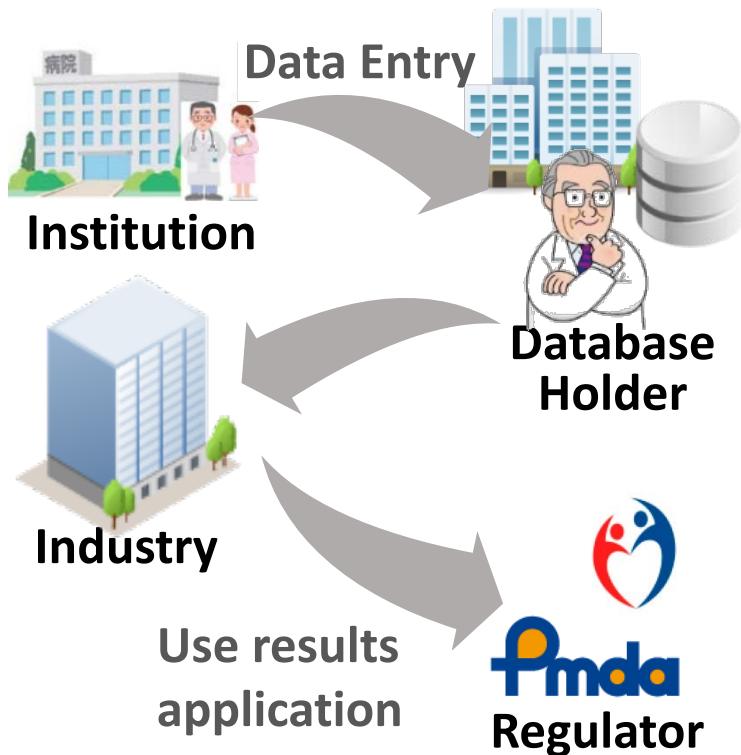 病院
Data Entry
Institution
Database
Holder
Industry
Use results
application
Pmda
Regulator